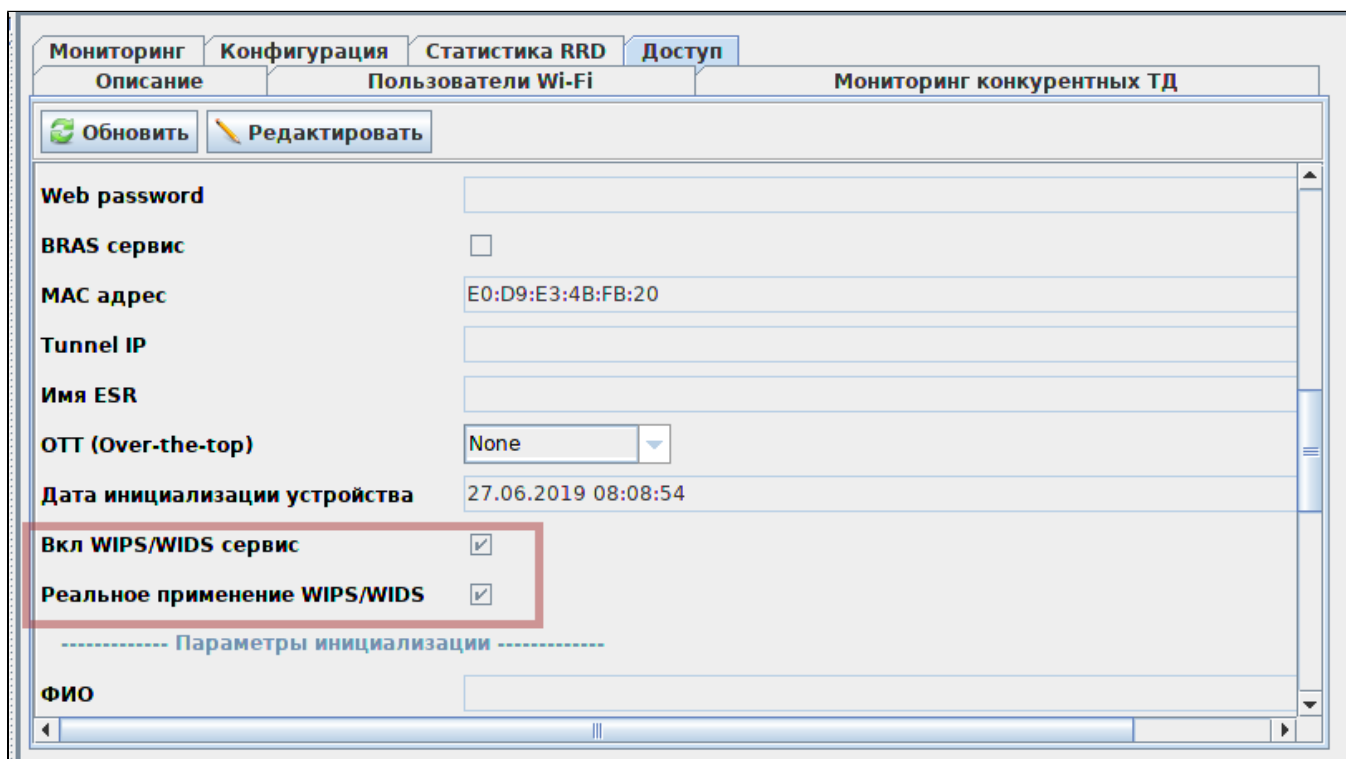 Мониторинг Конфигурация Статистика RRD Доступ
Описание Пользователи Wi-Fi Мониторинг конкурентных ТД
Обновить Редактировать
Web password
BRAS сервис
MAC адрес E0:D9:E3:4B:FB:20
Tunnel IP
Имя ESR
OTT (Over-the-top) None
Дата инициализации устройства 27.06.2019 08:08:54
Вкл WIPS/WIDS сервис
Реальное применение WIPS/WIDS
------------- Параметры инициализации -------------
ФИО